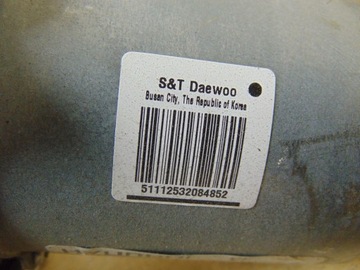 S&T Daewoo
Busan City, The Republic of Korea
51112532084852